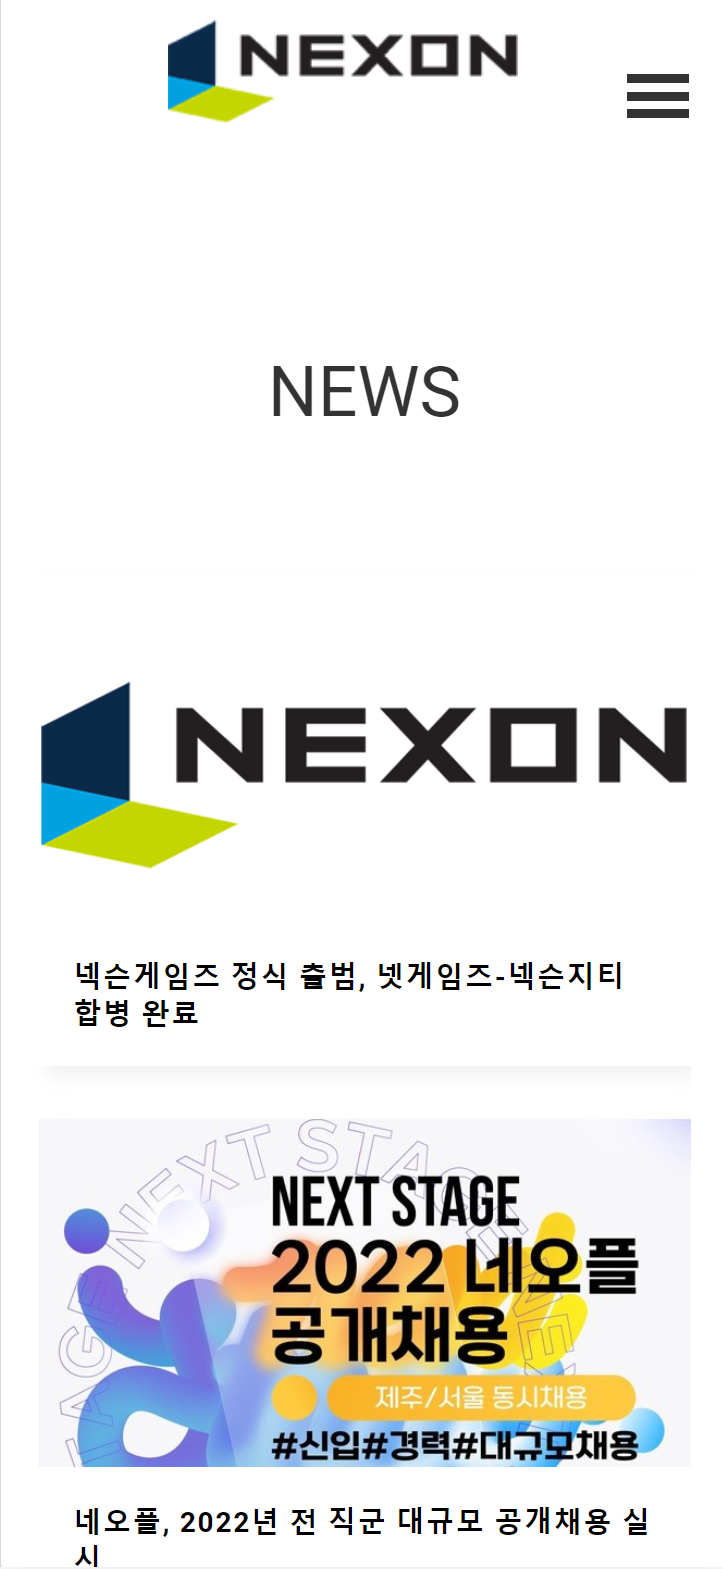 NEXON
NEWS
NEXON
넥슨게임즈 정식 출범, 넷게임즈-넥슨지티
합병 완료
NEXT STAGE NEXT STAGE NE
NEXT STAGE
2022 네오플
공개채용
제주/서울 동시채용
#신입#경력#대규모채용
네오플, 2022년 전 직군 대규모 공개채용 실
시